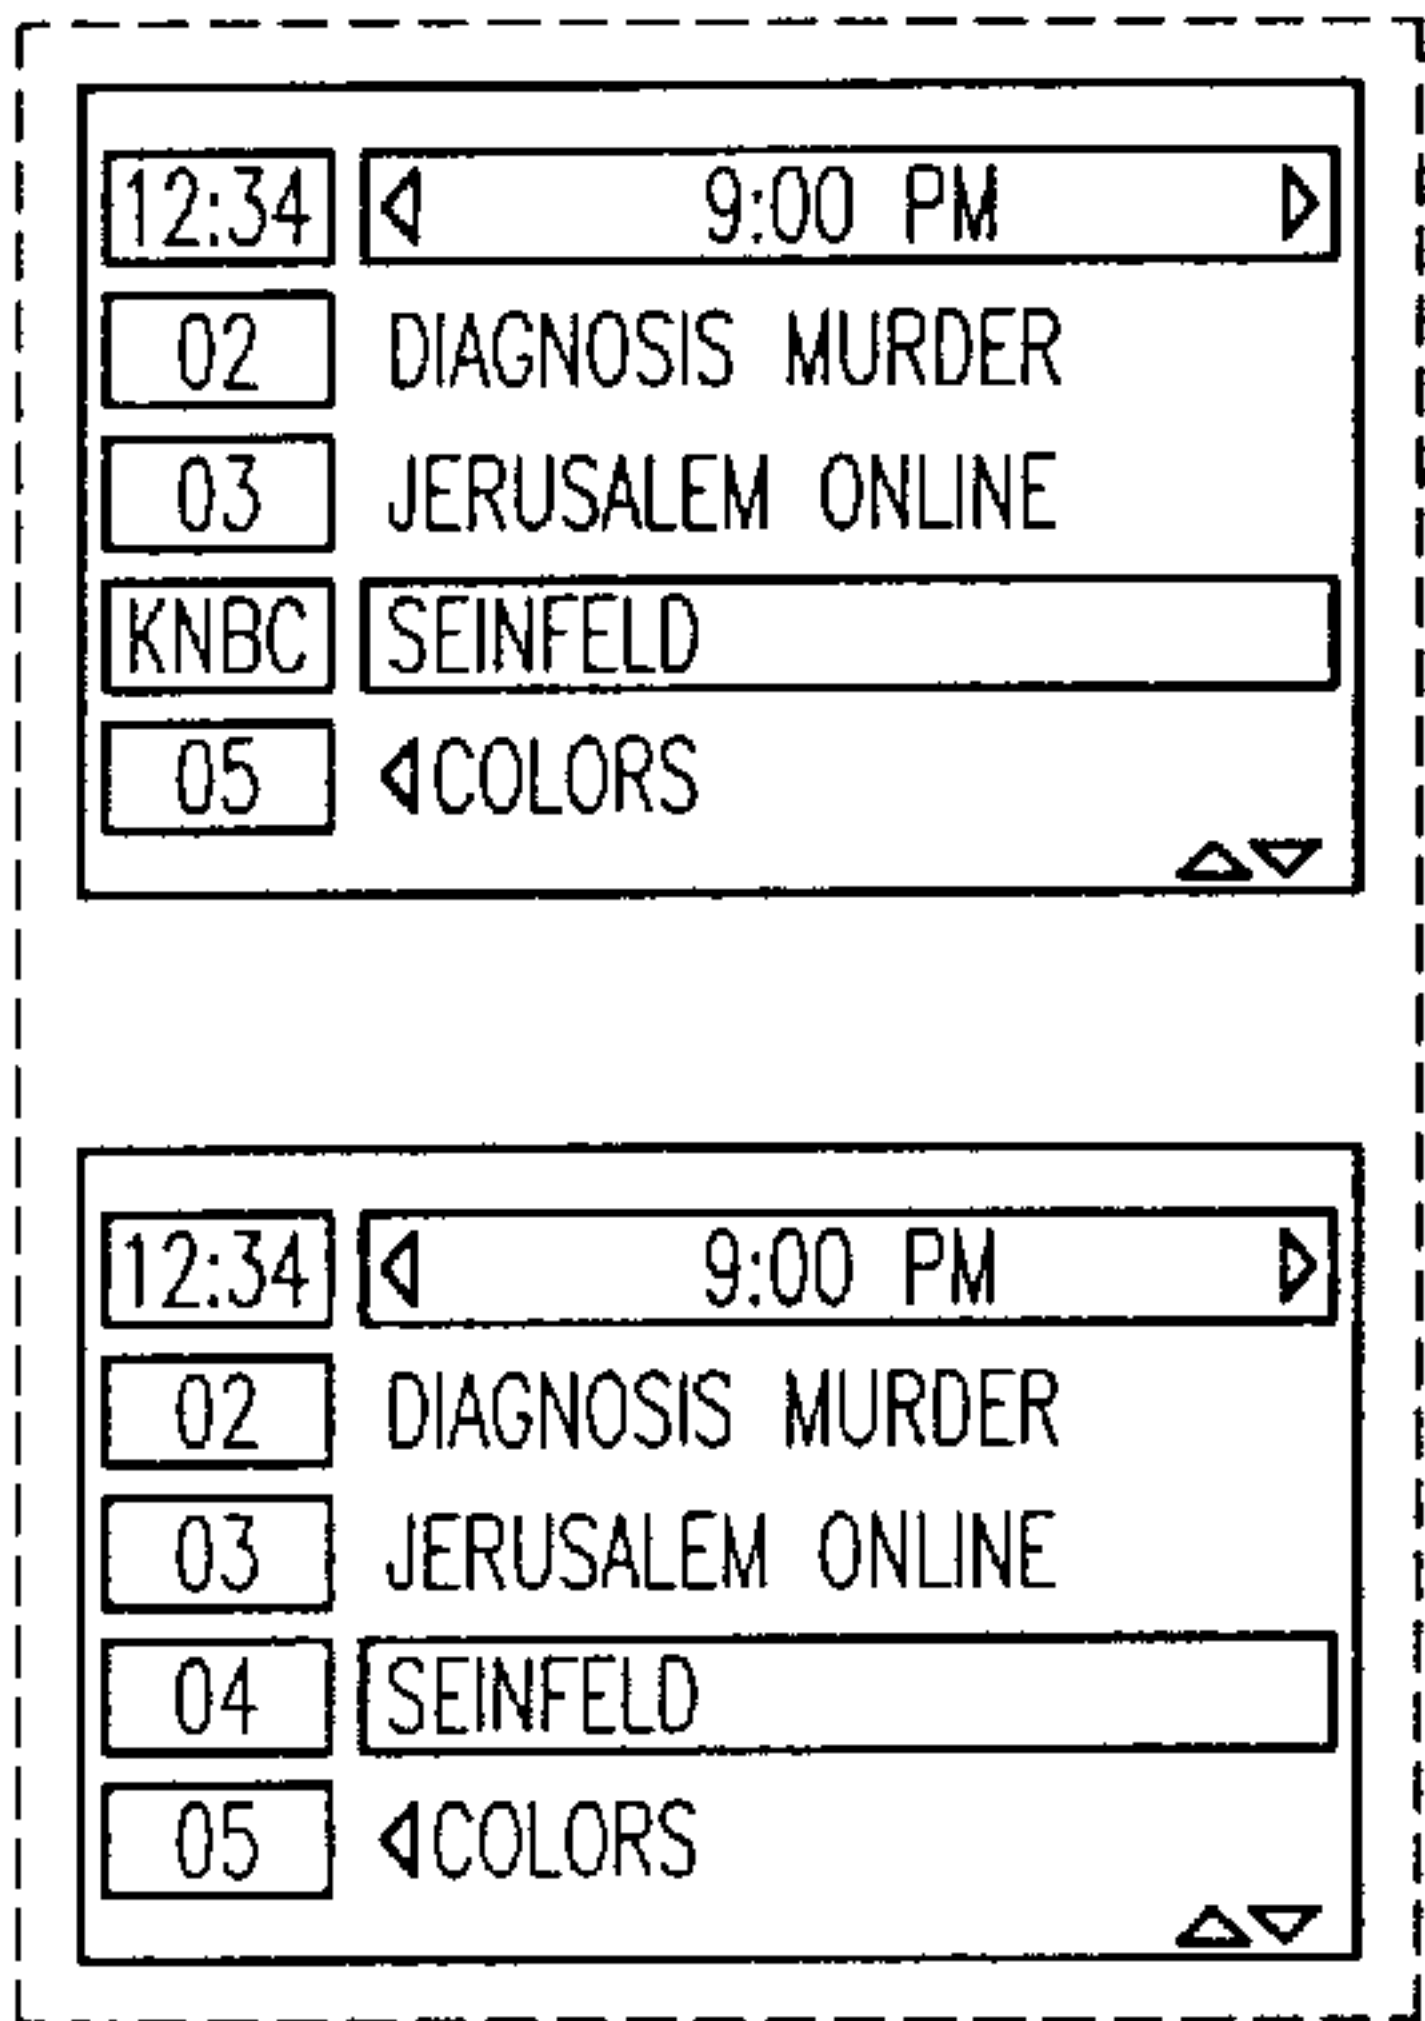 12:34 9:00 PM
02 DIAGNOSIS MURDER
03 JERUSALEM ONLINE
KNBC SEINFELD
05 COLORS
12:34 9:00 PM
02 DIAGNOSIS MURDER
03 JERUSALEM ONLINE
04 SEINFELD
05 COLORS